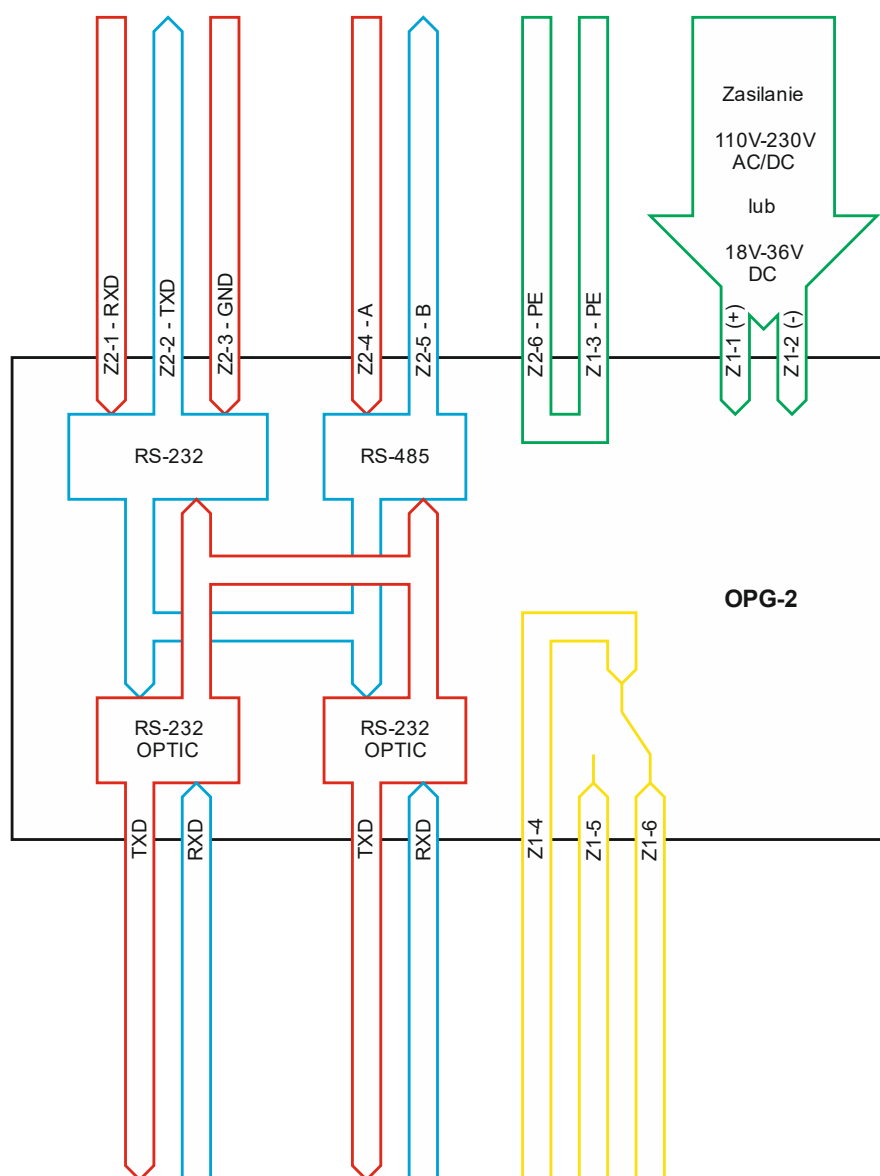 Zasilanie
110V-230V
AC/DC
lub
18V-36V
DC
Z2-1 - RXD
Z2-2 - TXD
Z2-3 - GND
Z2-4 - A
Z2-5 - B
Z2-6 - PE
Z1-3 - PE
Z1-1 (+)
Z1-2 (-)
RS-232
RS-485
OPG-2
RS-232
OPTIC
RS-232
OPTIC
TXD
RXD
TXD
RXD
Z1-4
Z1-5
Z1-6